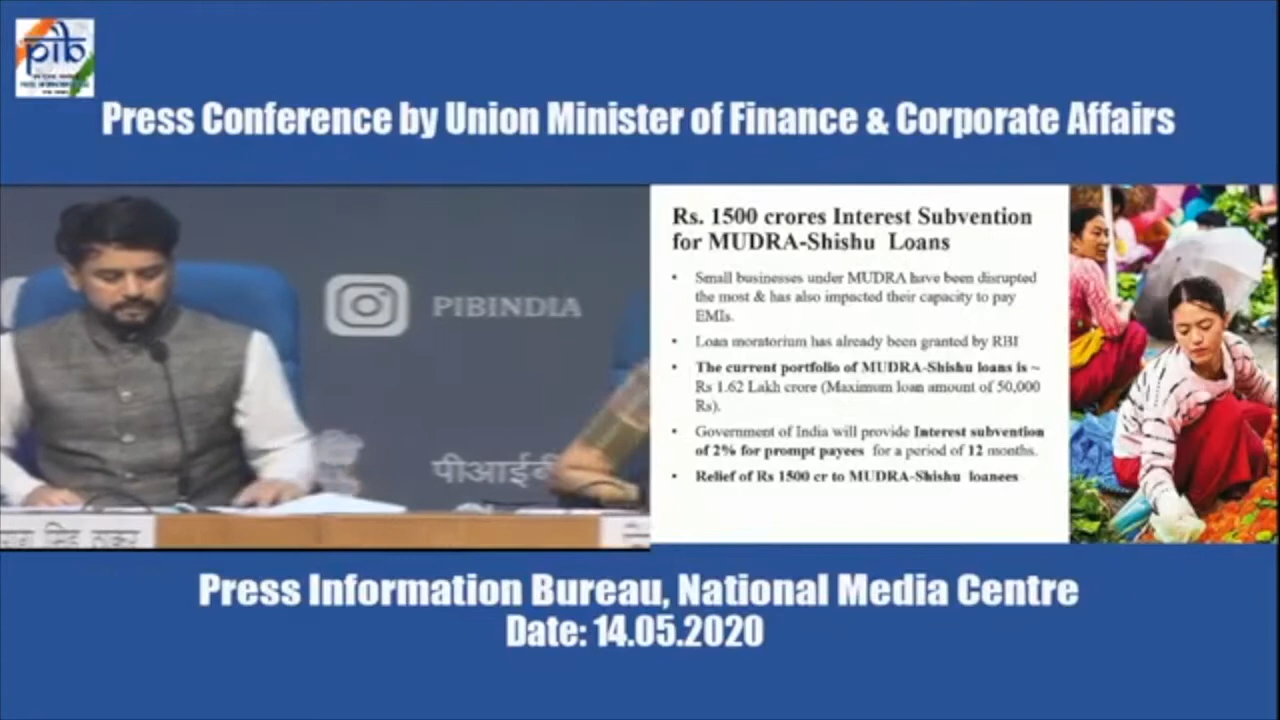 pib
Press Conference by Union Minister of Finance & Corporate Affairs
PIBINDIA
पीआईबी
सिंह ठाकुर
Rs. 1500 crores Interest Subvention
for MUDRA-Shishu Loans
• Small businesses under MUDRA have been disrupted
the most & has also impacted their capacity to pay
EMIs.
• Loan moratorium has already been granted by RBI
• The current portfolio of MUDRA-Shishu loans is ~
Rs 1.62 Lakh crore (Maximum loan amount of 50,000
Rs).
• Government of India will provide Interest subvention
of 2% for prompt payees for a period of 12 months.
• Relief of Rs 1500 cr to MUDRA-Shishu loanees
Press Information Bureau, National Media Centre
Date: 14.05.2020